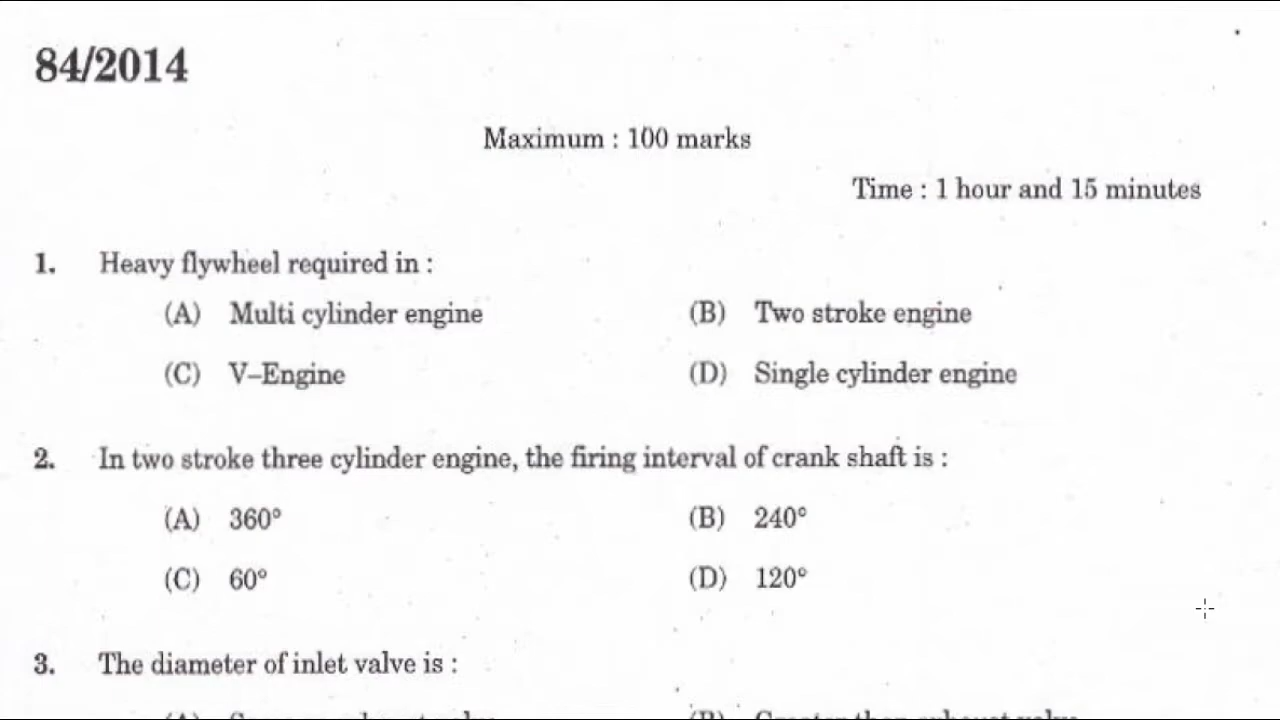 84/2014
Maximum : 100 marks
Time : 1 hour and 15 minutes
1. Heavy flywheel required in :
(A) Multi cylinder engine (B) Two stroke engine
(C) V–Engine (D) Single cylinder engine
2. In two stroke three cylinder engine, the firing interval of crank shaft is :
(A) 360° (B) 240°
(C) 60° (D) 120°
3. The diameter of inlet valve is :